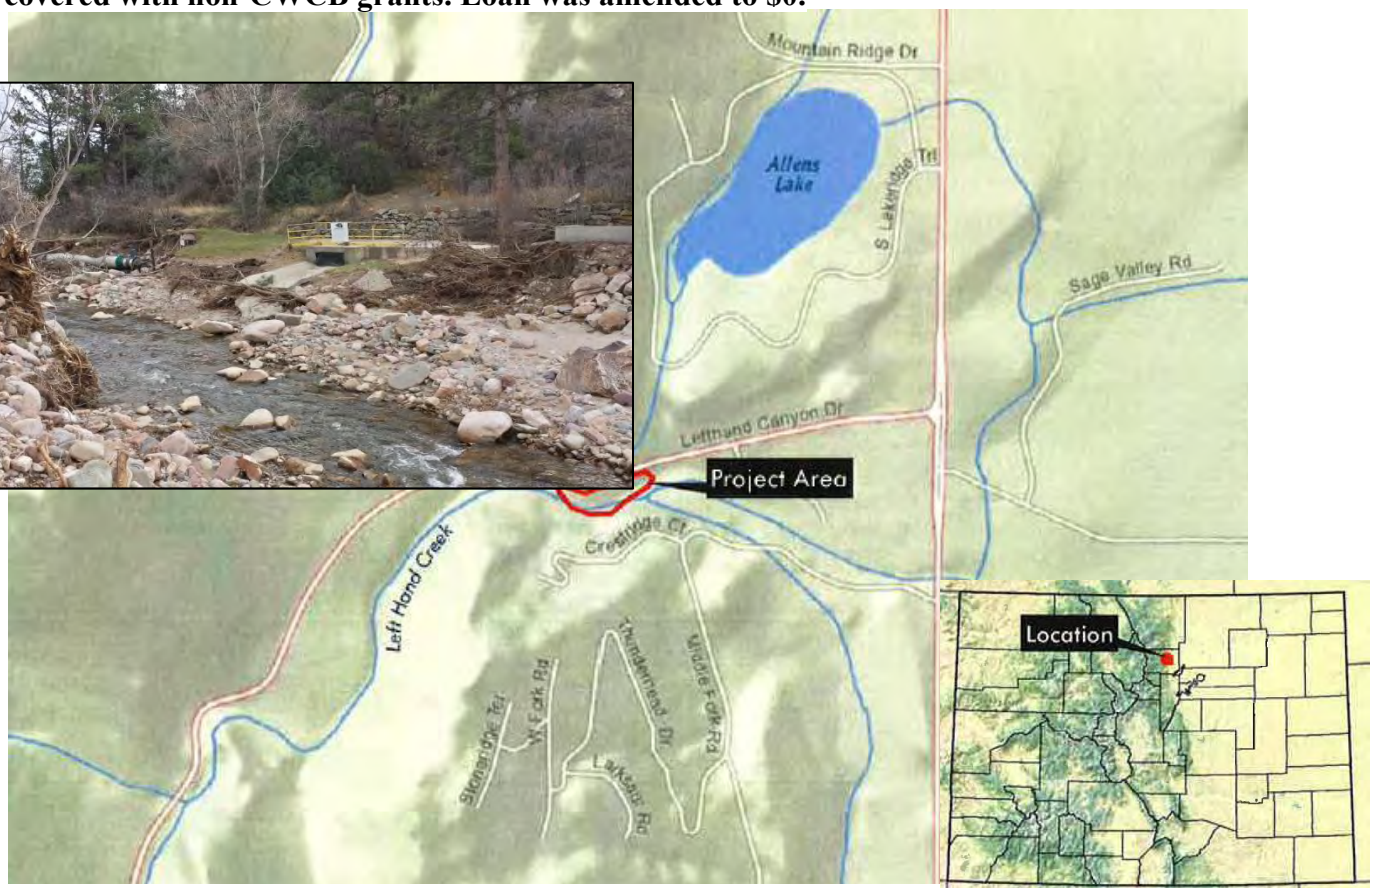 covered with non-CWCB grants. Loan was amended to $0.
Mountain Ridge Dr
Allens
Lake
S Lakeridge Trl
Sage Valley Rd
Lefthand Canyon Dr
Project Area
Crestridge Ct
Left Hand Creek
Thunderhead Dr
Middle Fork Rd
W Fork Rd
Stoneridge Ter
Larkspur Rd
Location